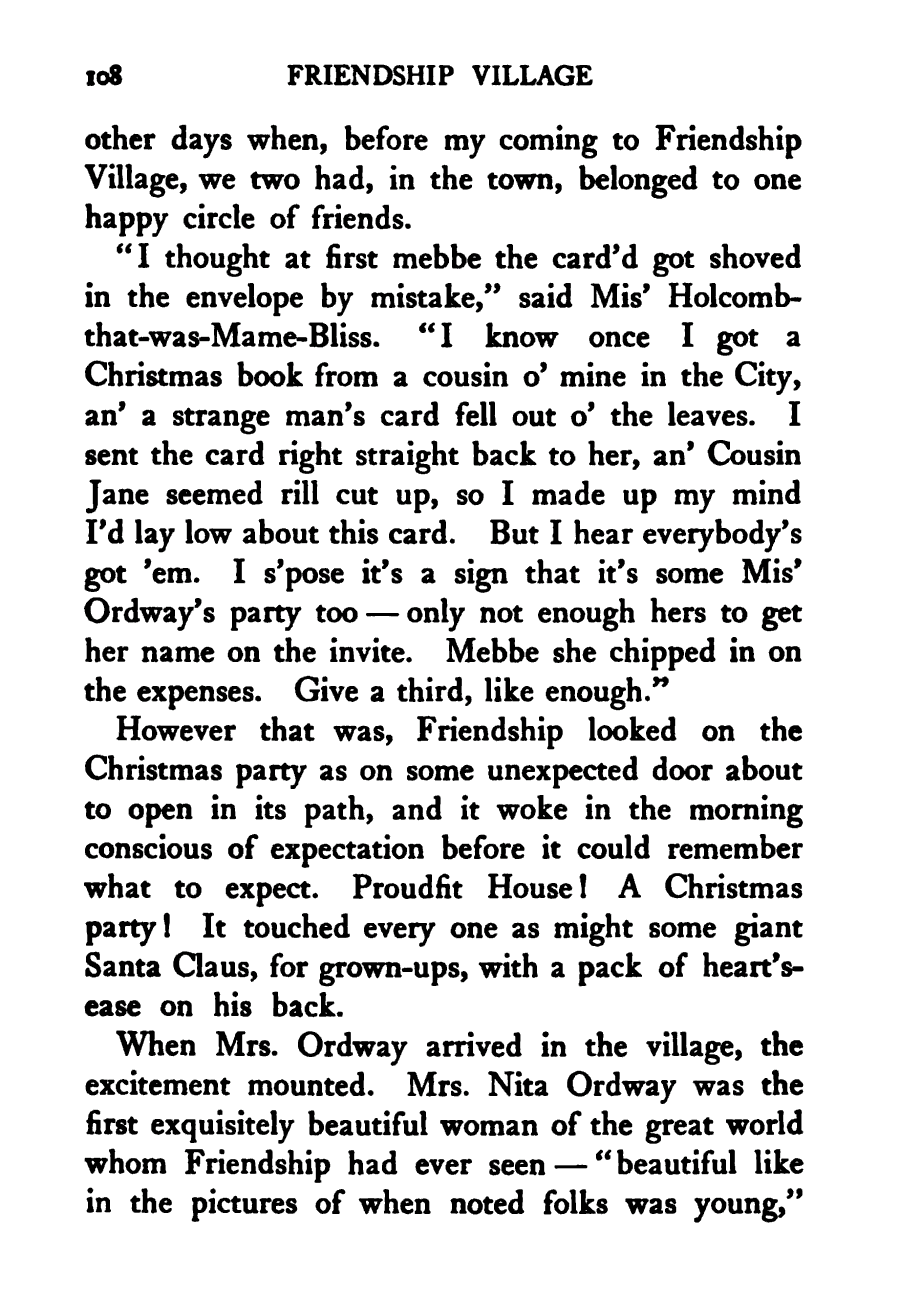 108 FRIENDSHIP VILLAGE
other days when, before my coming to Friendship
Village, we two had, in the town, belonged to one
happy circle of friends.
“I thought at first mebbe the card’d got shoved
in the envelope by mistake,” said Mis’ Holcomb-
that-was-Mame-Bliss. “I know once I got a
Christmas book from a cousin o’ mine in the City,
an’ a strange man’s card fell out o’ the leaves. I
sent the card right straight back to her, an’ Cousin
Jane seemed rill cut up, so I made up my mind
I’d lay low about this card. But I hear everybody’s
got ’em. I s’pose it’s a sign that it’s some Mis’
Ordway’s party too — only not enough hers to get
her name on the invite. Mebbe she chipped in on
the expenses. Give a third, like enough.”
However that was, Friendship looked on the
Christmas party as on some unexpected door about
to open in its path, and it woke in the morning
conscious of expectation before it could remember
what to expect. Proudfit House! A Christmas
party! It touched every one as might some giant
Santa Claus, for grown-ups, with a pack of heart’s-
ease on his back.
When Mrs. Ordway arrived in the village, the
excitement mounted. Mrs. Nita Ordway was the
first exquisitely beautiful woman of the great world
whom Friendship had ever seen — “beautiful like
in the pictures of when noted folks was young,”